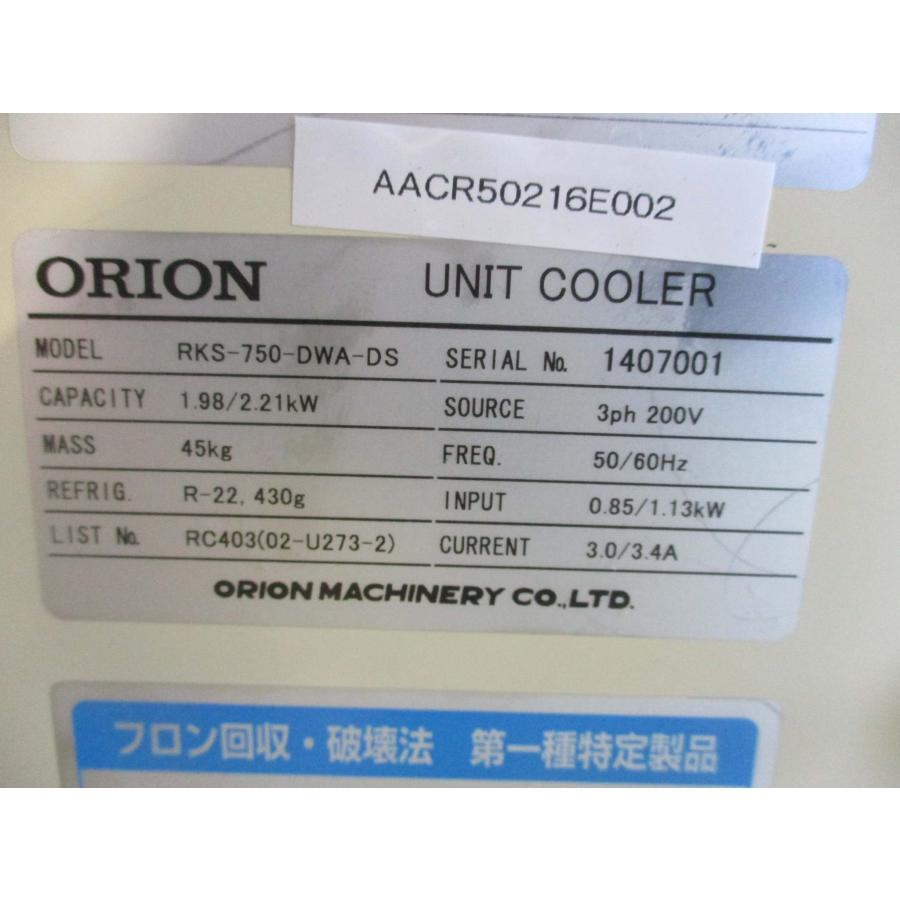 AACR50216E002
ORION UNIT COOLER
MODEL RKS-750-DWA-DS SERIAL No. 1407001
CAPACITY 1.98/2.21kW SOURCE 3ph 200V
MASS 45kg FREQ. 50/60Hz
REFRIG. R-22, 430g INPUT 0.85/1.13kW
LIST No. RC403(02-U273-2) CURRENT 3.0/3.4A
ORION MACHINERY CO.,LTD.
フロン回収・破壊法 第一種特定製品